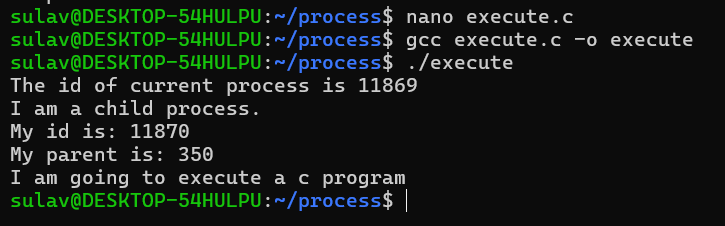 sulav@DESKTOP-54HULPU:~/process$ nano execute.c
sulav@DESKTOP-54HULPU:~/process$ gcc execute.c -o execute
sulav@DESKTOP-54HULPU:~/process$ ./execute
The id of current process is 11869
I am a child process.
My id is: 11870
My parent is: 350
I am going to execute a c program
sulav@DESKTOP-54HULPU:~/process$